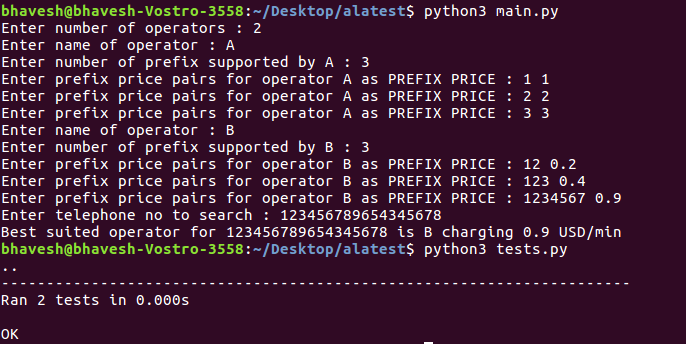 bhavesh@bhavesh-Vostro-3558:~/Desktop/alatest$ python3 main.py
Enter number of operators : 2
Enter name of operator : A
Enter number of prefix supported by A : 3
Enter prefix price pairs for operator A as PREFIX PRICE : 1 1
Enter prefix price pairs for operator A as PREFIX PRICE : 2 2
Enter prefix price pairs for operator A as PREFIX PRICE : 3 3
Enter name of operator : B
Enter number of prefix supported by B : 3
Enter prefix price pairs for operator B as PREFIX PRICE : 12 0.2
Enter prefix price pairs for operator B as PREFIX PRICE : 123 0.4
Enter prefix price pairs for operator B as PREFIX PRICE : 1234567 0.9
Enter telephone no to search : 123456789654345678
Best suited operator for 123456789654345678 is B charging 0.9 USD/min
bhavesh@bhavesh-Vostro-3558:~/Desktop/alatest$ python3 tests.py
..
----------------------------------------------------------------------
Ran 2 tests in 0.000s

OK